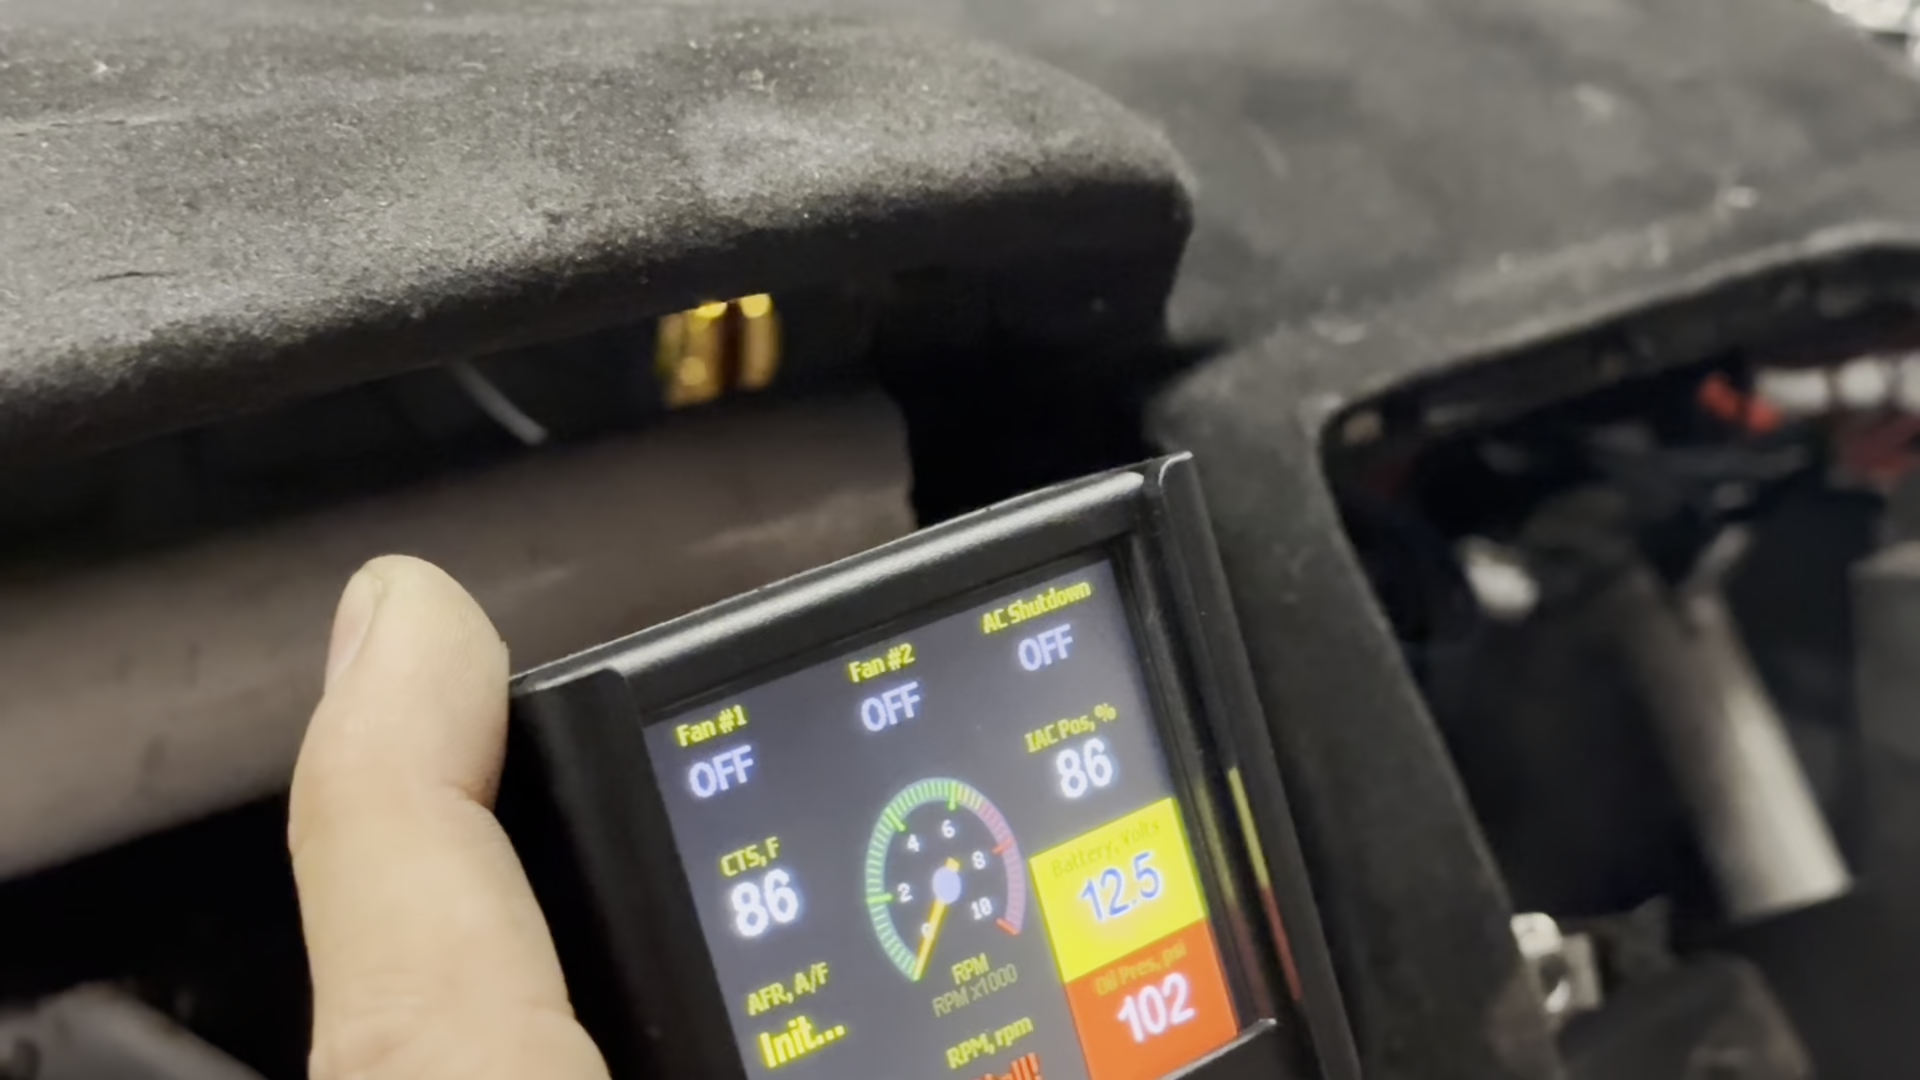 AC Shutdown
OFF
Fan #2
OFF
Fan #1
OFF
IAC Pos, %
86
CTS, F
86
2
4
6
8
10
RPM
RPM x1000
Battery, Volts
12.5
AFR, A/F
Init...
Oil Pres, psi
102
RPM, rpm